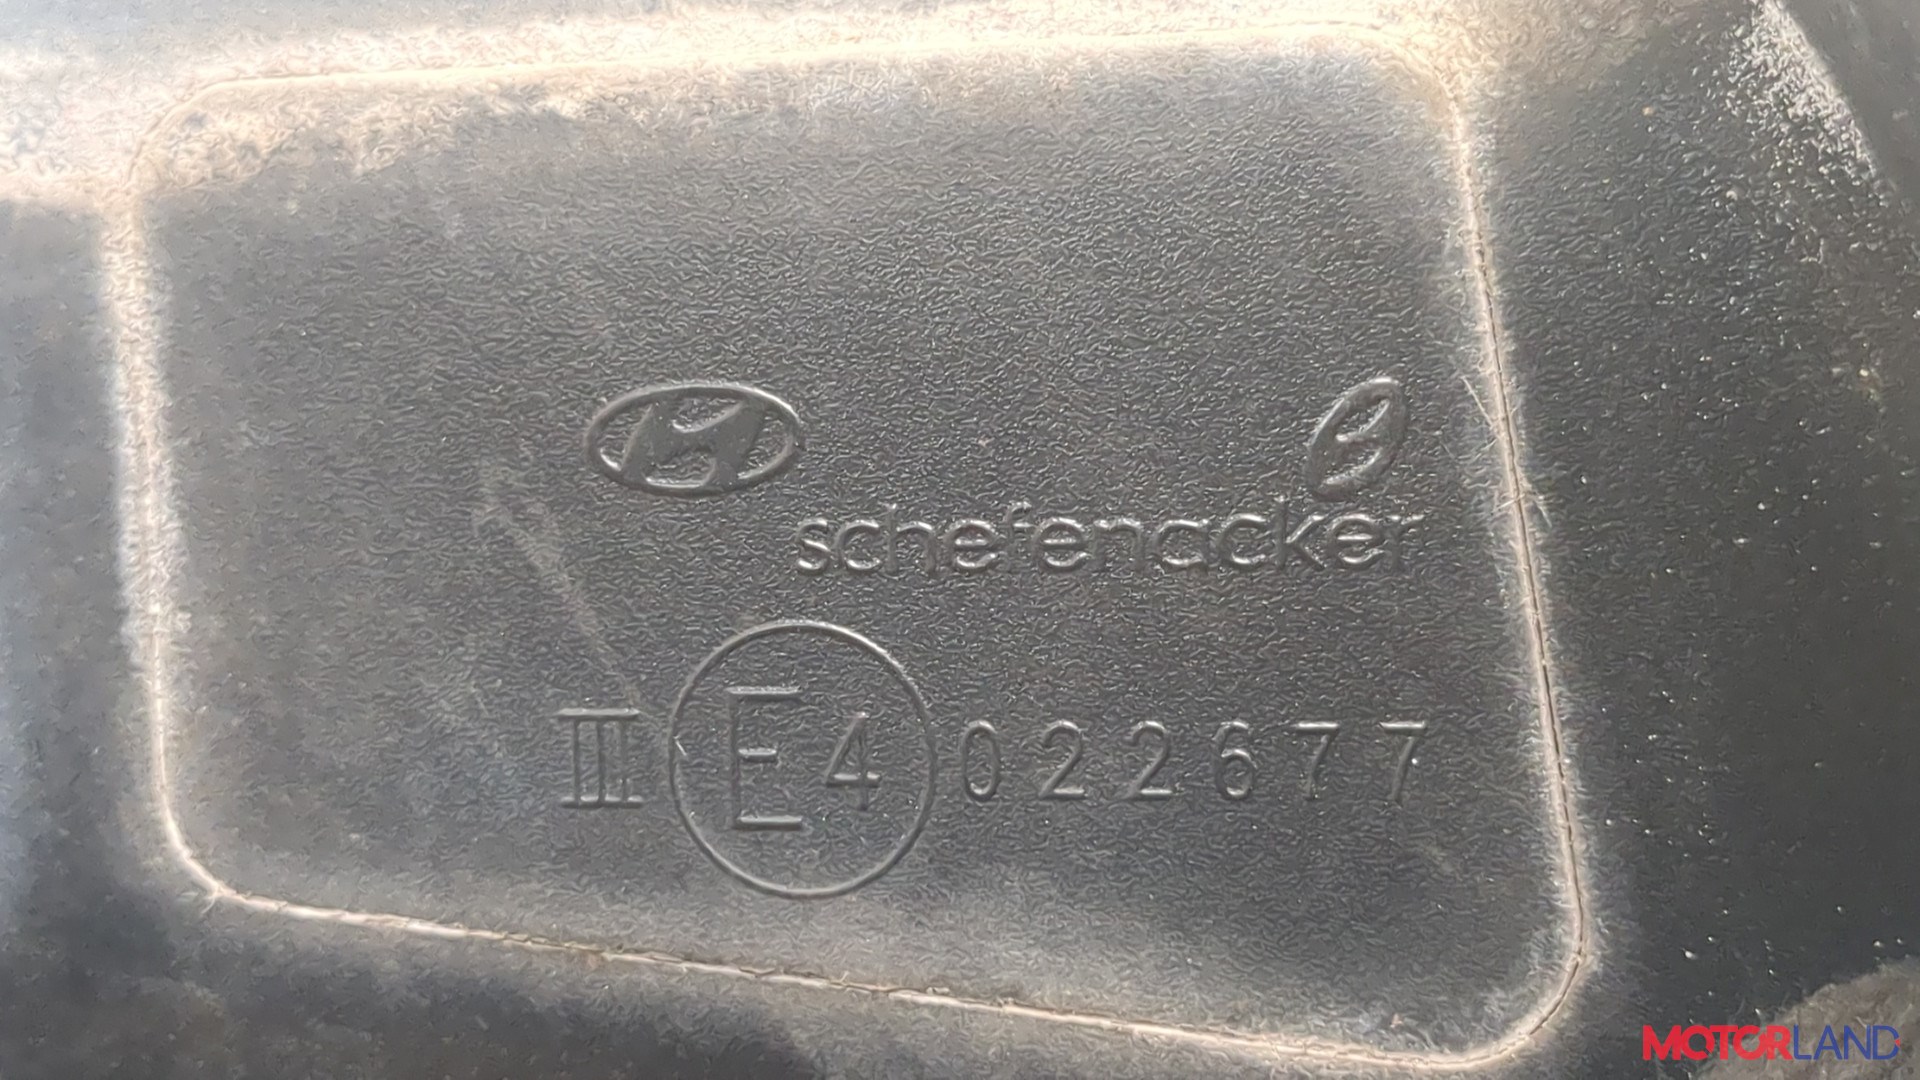 schefenacker
III E4 022677
MOTORLAND